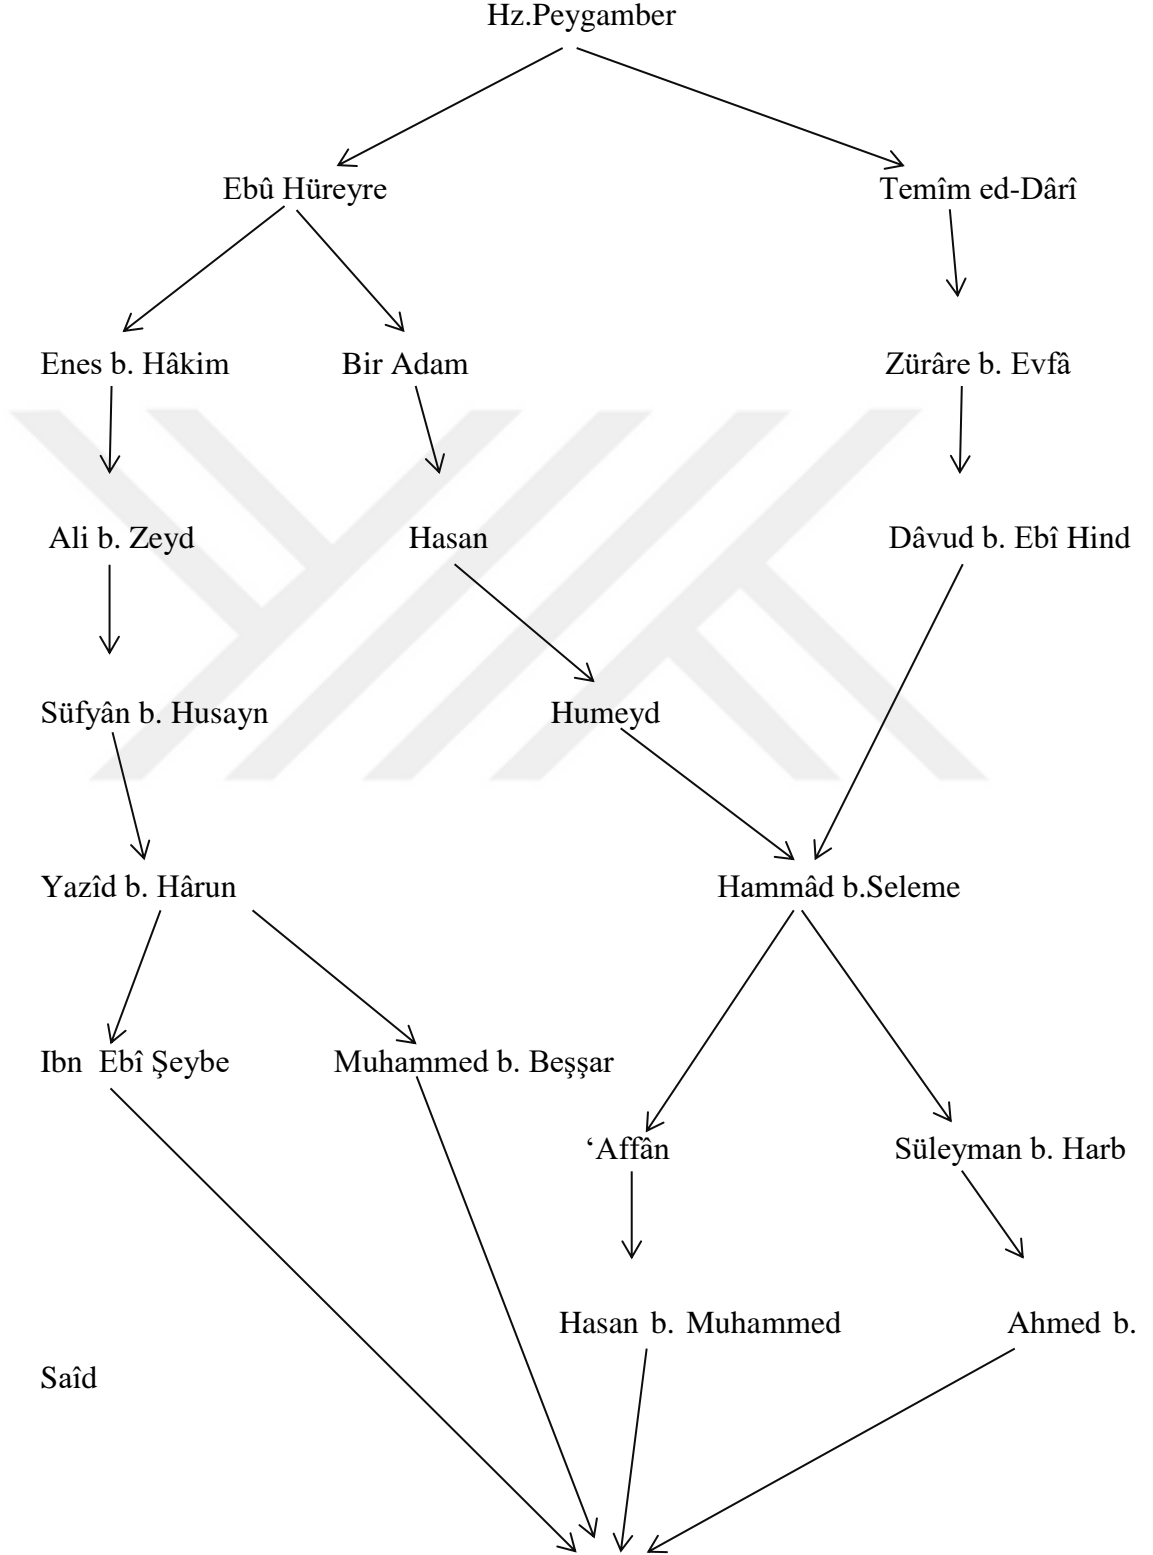 Hz.Peygamber
Ebû Hüreyre Temîm ed-Dârî
Enes b. Hâkim Bir Adam Zürâre b. Evfâ
Ali b. Zeyd Hasan Dâvud b. Ebî Hind
Süfyân b. Husayn Humeyd
Yazîd b. Hârun Hammâd b.Seleme
Ibn Ebî Şeybe Muhammed b. Beşşar
‘Affân Süleyman b. Harb
Hasan b. Muhammed Ahmed b.
Saîd